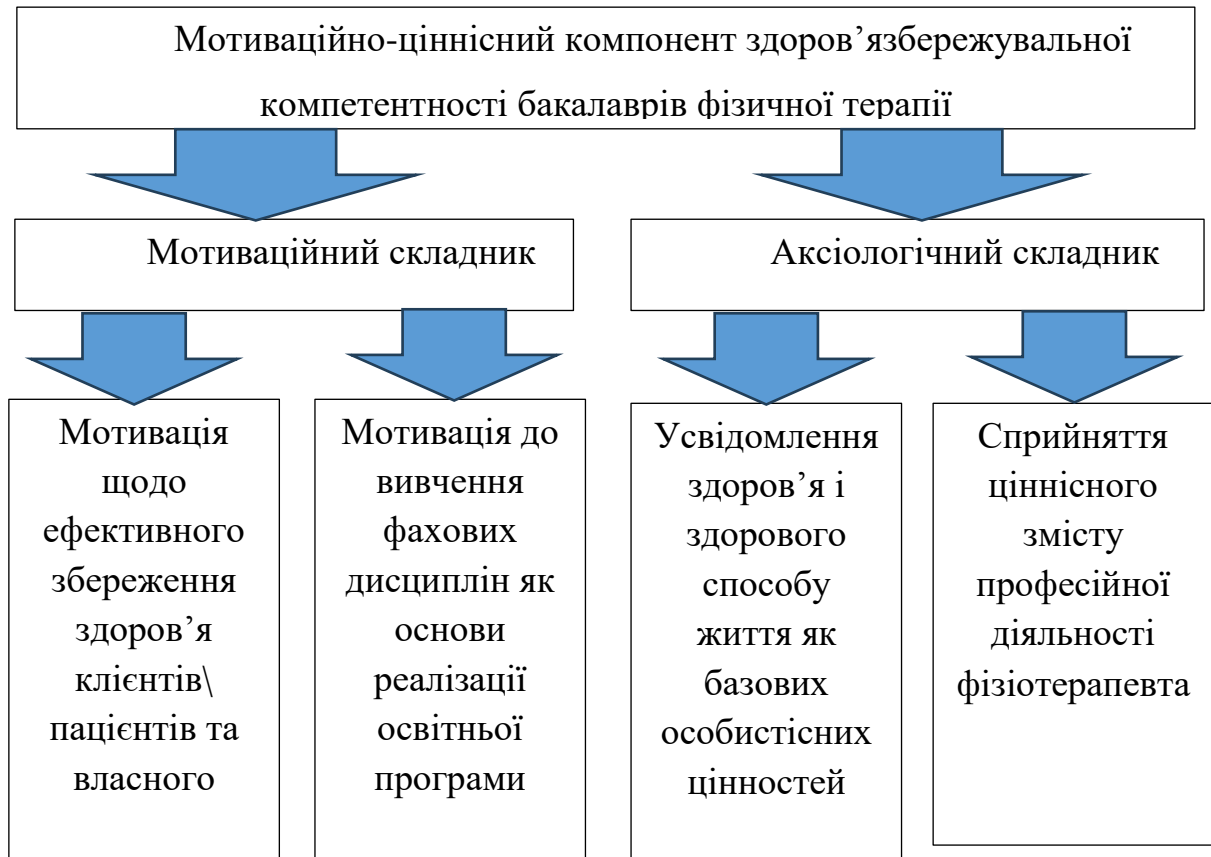 Мотиваційно-ціннісний компонент здоров’язбережувальної
компетентності бакалаврів фізичної терапії
Мотиваційний складник
Аксіологічний складник
Мотивація
щодо
ефективного
збереження
здоров’я
клієнтів\
пацієнтів та
власного
Мотивація до
вивчення
фахових
дисциплін як
основи
реалізації
освітньої
програми
Усвідомлення
здоров’я і
здорового
способу
життя як
базових
особистісних
цінностей
Сприйняття
ціннісного
змісту
професійної
діяльності
фізіотерапевта